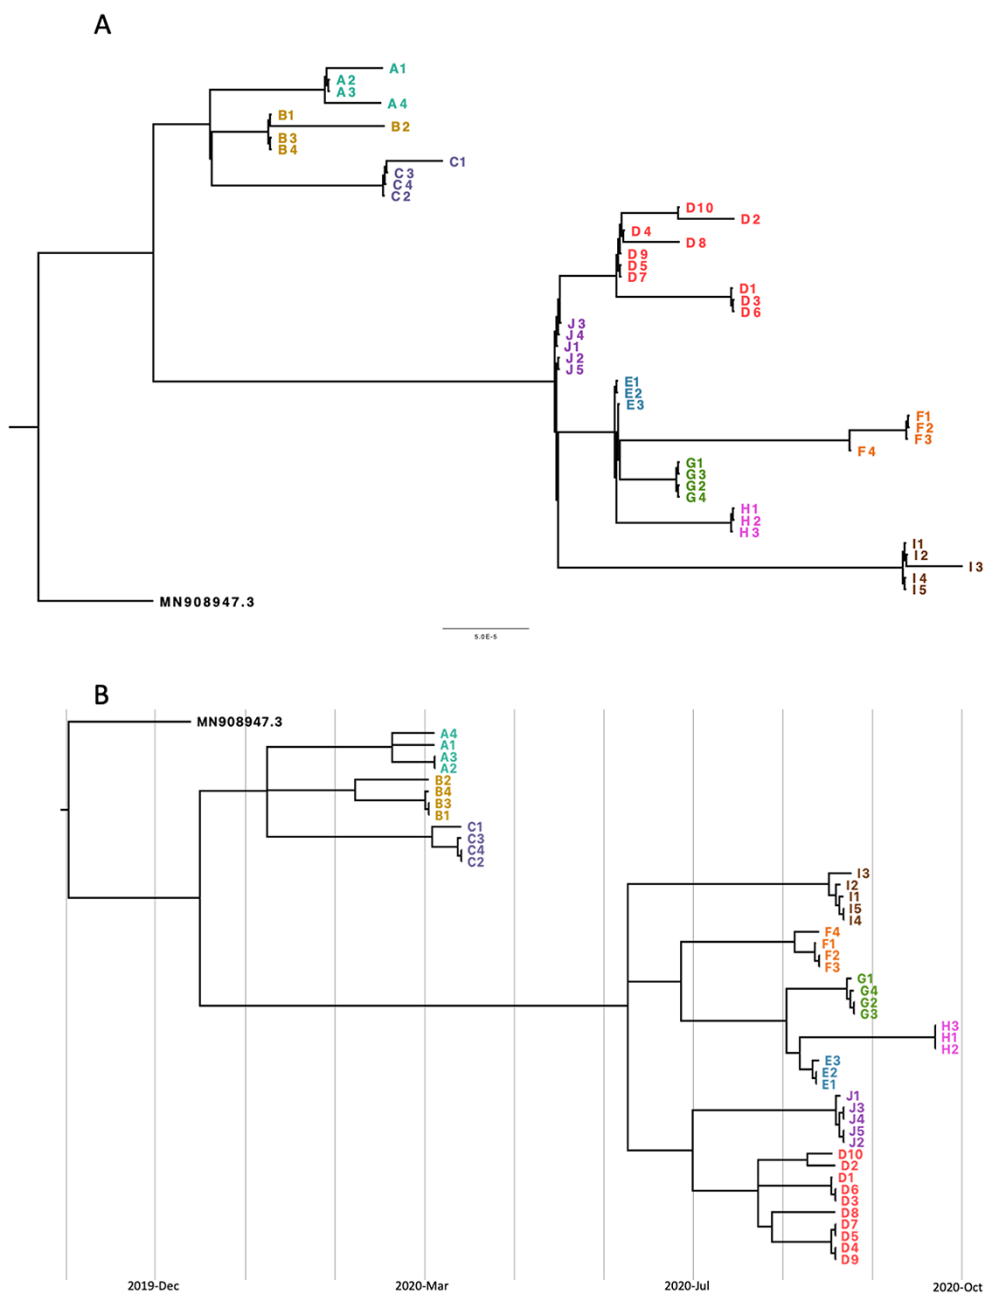 A
A1
A2
A3
A4
B1
B2
B3
B4
C1
C3
C4
C2
D10
D2
D4
D8
D9
D5
D7
D1
D3
D6
J3
J4
J1
J2
J5
E1
E2
E3
F1
F2
F3
F4
G1
G3
G2
G4
H1
H2
H3
I1
I2
I3
I4
I5
MN908947.3
5.0E-5
B
MN908947.3
A4
A1
A3
A2
B2
B4
B3
B1
C1
C3
C4
C2
I3
I2
I1
I5
I4
F4
F1
F2
F3
G1
G4
G2
G3
H3
H1
H2
E3
E2
E1
J1
J3
J4
J5
J2
D10
D2
D1
D6
D3
D8
D7
D5
D4
D9
2019-Dec 2020-Mar 2020-Jul 2020-Oct